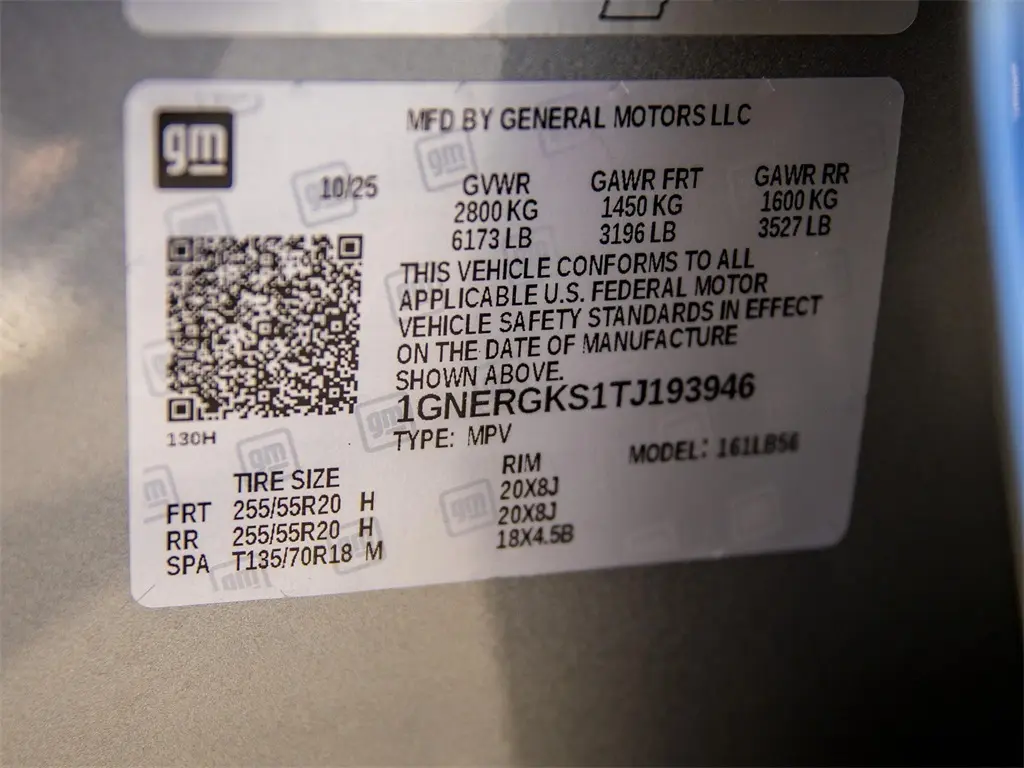 gm
MFD BY GENERAL MOTORS LLC
10/25 GVWR GAWR FRT GAWR RR
2800 KG 1450 KG 1600 KG
6173 LB 3196 LB 3527 LB
THIS VEHICLE CONFORMS TO ALL
APPLICABLE U.S. FEDERAL MOTOR
VEHICLE SAFETY STANDARDS IN EFFECT
ON THE DATE OF MANUFACTURE
SHOWN ABOVE.
1GNERGKS1TJ193946
130H
TYPE: MPV MODEL: 161LB56
TIRE SIZE RIM
FRT 255/55R20 H 20X8J
RR 255/55R20 H 20X8J
SPA T135/70R18 M 18X4.5B